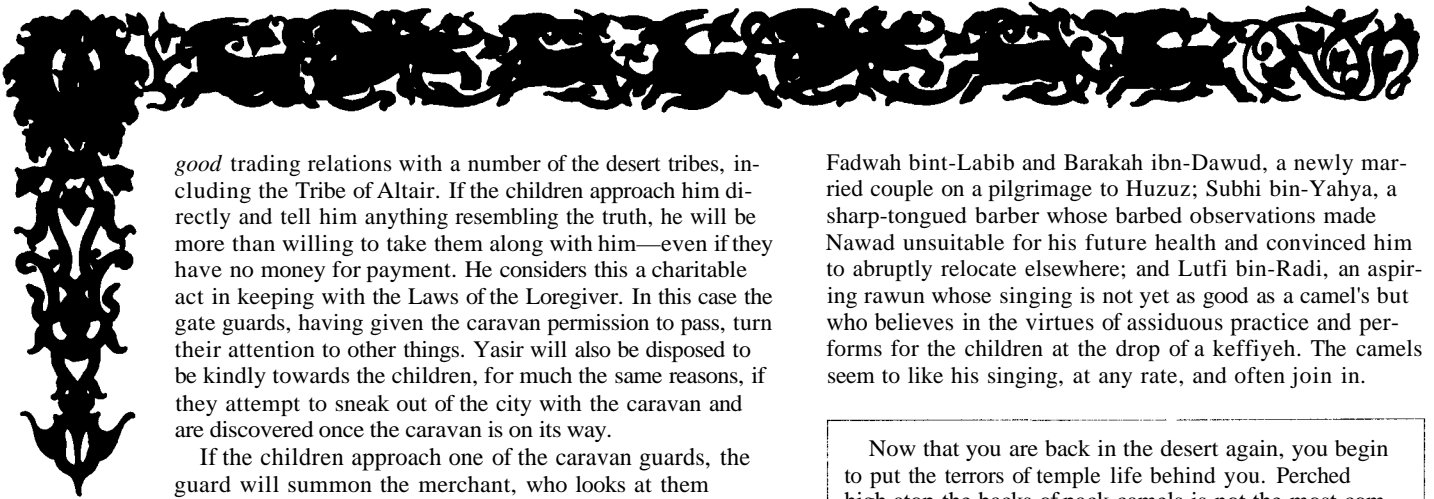 good trading relations with a number of the desert tribes, in-
cluding the Tribe of Altair. If the children approach him di-
rectly and tell him anything resembling the truth, he will be
more than willing to take them along with him—even if they
have no money for payment. He considers this a charitable
act in keeping with the Laws of the Loregiver. In this case the
gate guards, having given the caravan permission to pass, turn
their attention to other things. Yasir will also be disposed to
be kindly towards the children, for much the same reasons, if
they attempt to sneak out of the city with the caravan and
are discovered once the caravan is on its way.
If the children approach one of the caravan guards, the
guard will summon the merchant, who looks at them
Fadwah bint-Labib and Barakah ibn-Dawud, a newly mar-
ried couple on a pilgrimage to Huzuz; Subhi bin-Yahya, a
sharp-tongued barber whose barbed observations made
Nawad unsuitable for his future health and convinced him
to abruptly relocate elsewhere; and Lutfi bin-Radi, an aspir-
ing rawun whose singing is not yet as good as a camel's but
who believes in the virtues of assiduous practice and per-
forms for the children at the drop of a keffiyeh. The camels
seem to like his singing, at any rate, and often join in.
Now that you are back in the desert again, you begin
to put the terrors of temple life behind you. Perched
high atop the backs of pack camels is not the most com-